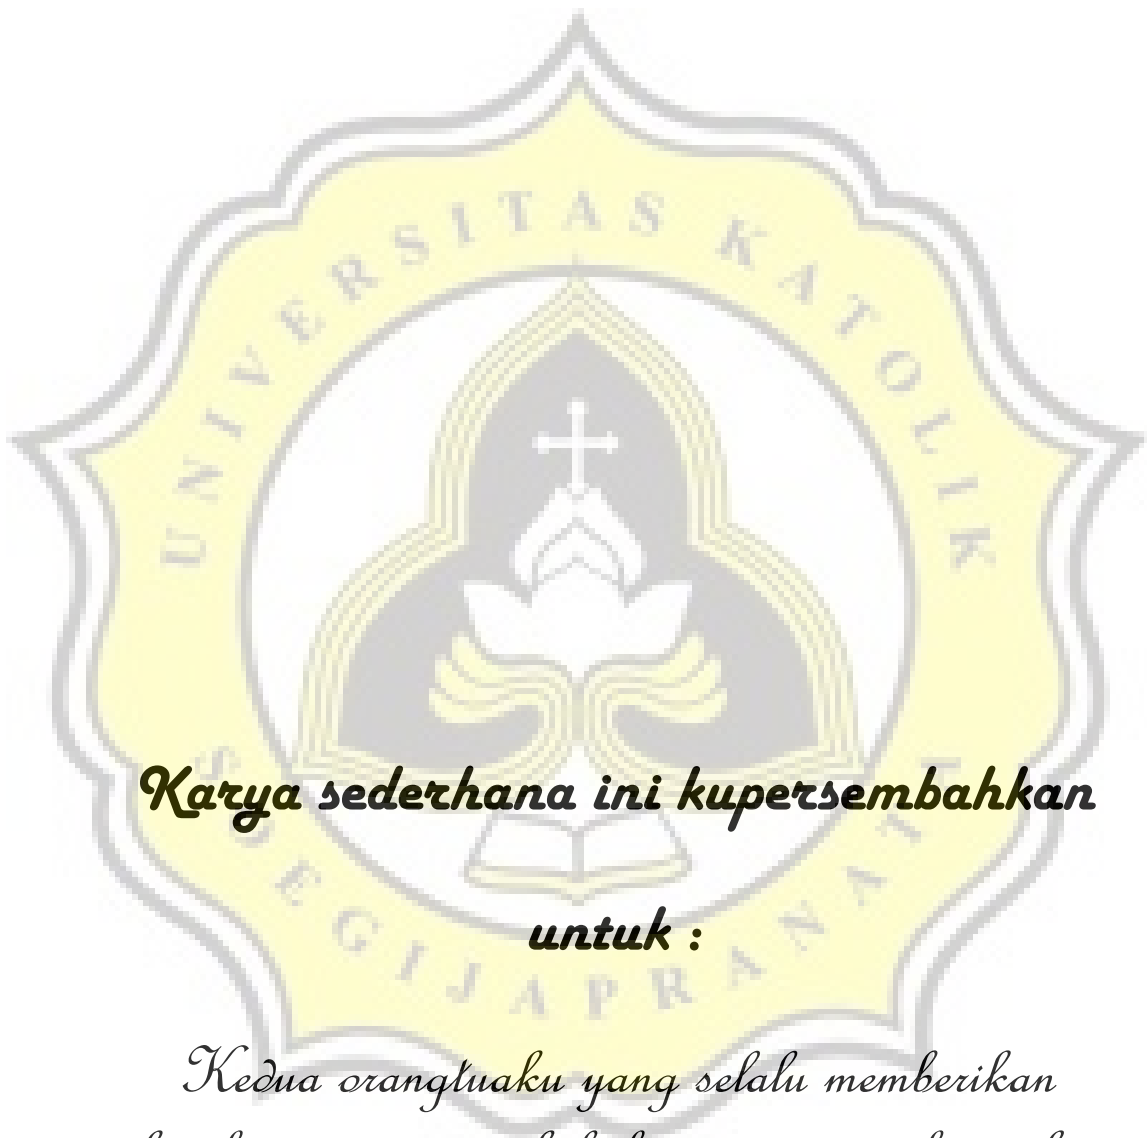 UNIVERSITAS KATOLIK
Karya sederhana ini kupersembahkan
untuk :
SOEGIJAPRANATA
Kedua orangtuaku yang selalu memberikan